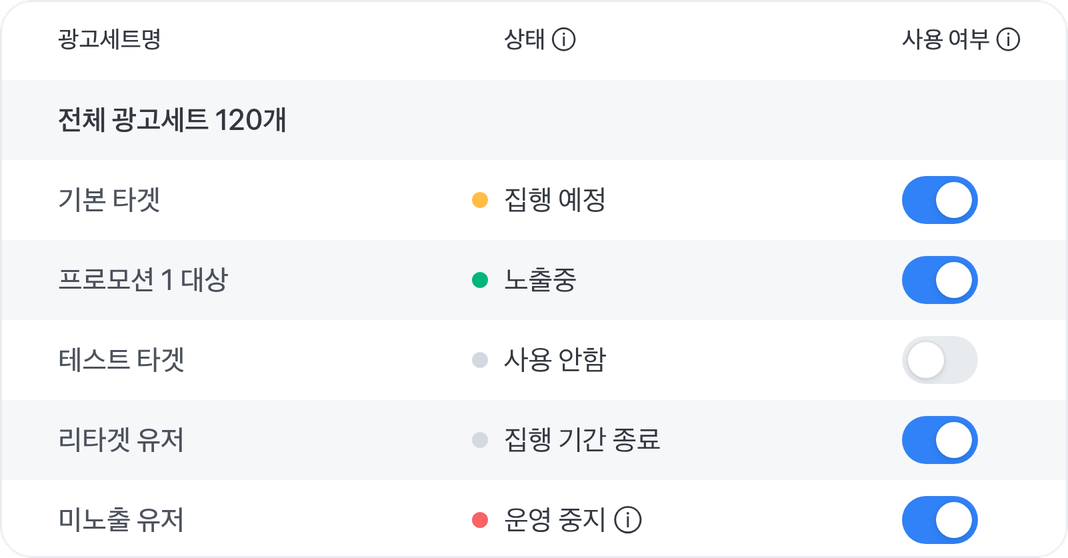 광고세트명 상태 사용 여부
전체 광고세트 120개
기본 타겟 집행 예정
프로모션 1 대상 노출중
테스트 타겟 사용 안함
리타겟 유저 집행 기간 종료
미노출 유저 운영 중지